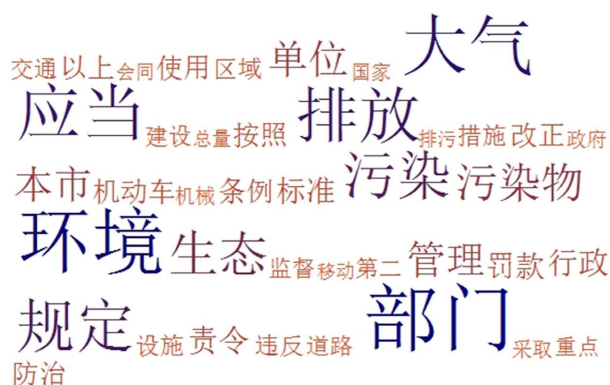 交通 以上 会同 使用 区域 单位 国家 大气
应当 建设 总量 按照 排放 排污 措施 改正 政府
本市 机动车 机械 条例 标准 污染 污染物
环境 生态 监督 移动 第二 管理 罚款 行政
规定 设施 责令 违反 道路 部门 采取 重点
防治